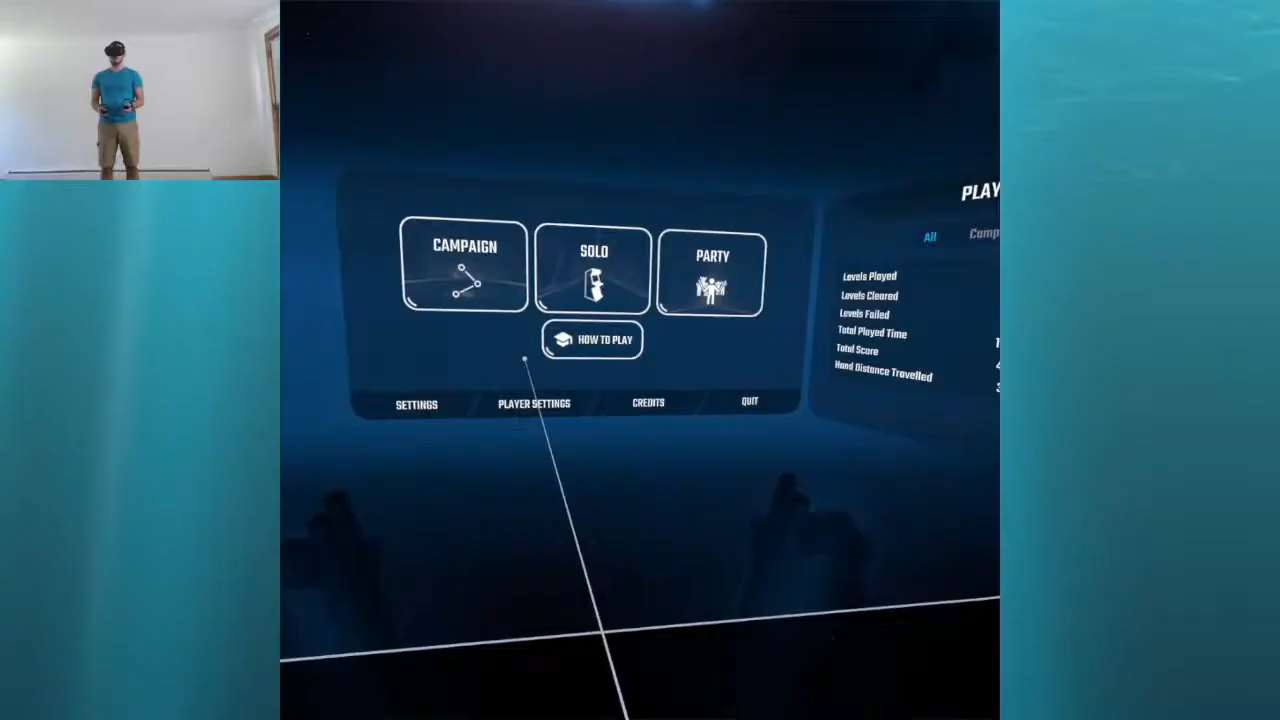 CAMPAIGN
SOLO
PARTY
HOW TO PLAY
SETTINGS
PLAYER SETTINGS
CREDITS
QUIT
All
Levels Played
Levels Cleared
Levels Failed
Total Played Time
Total Score
Hand Distance Travelled